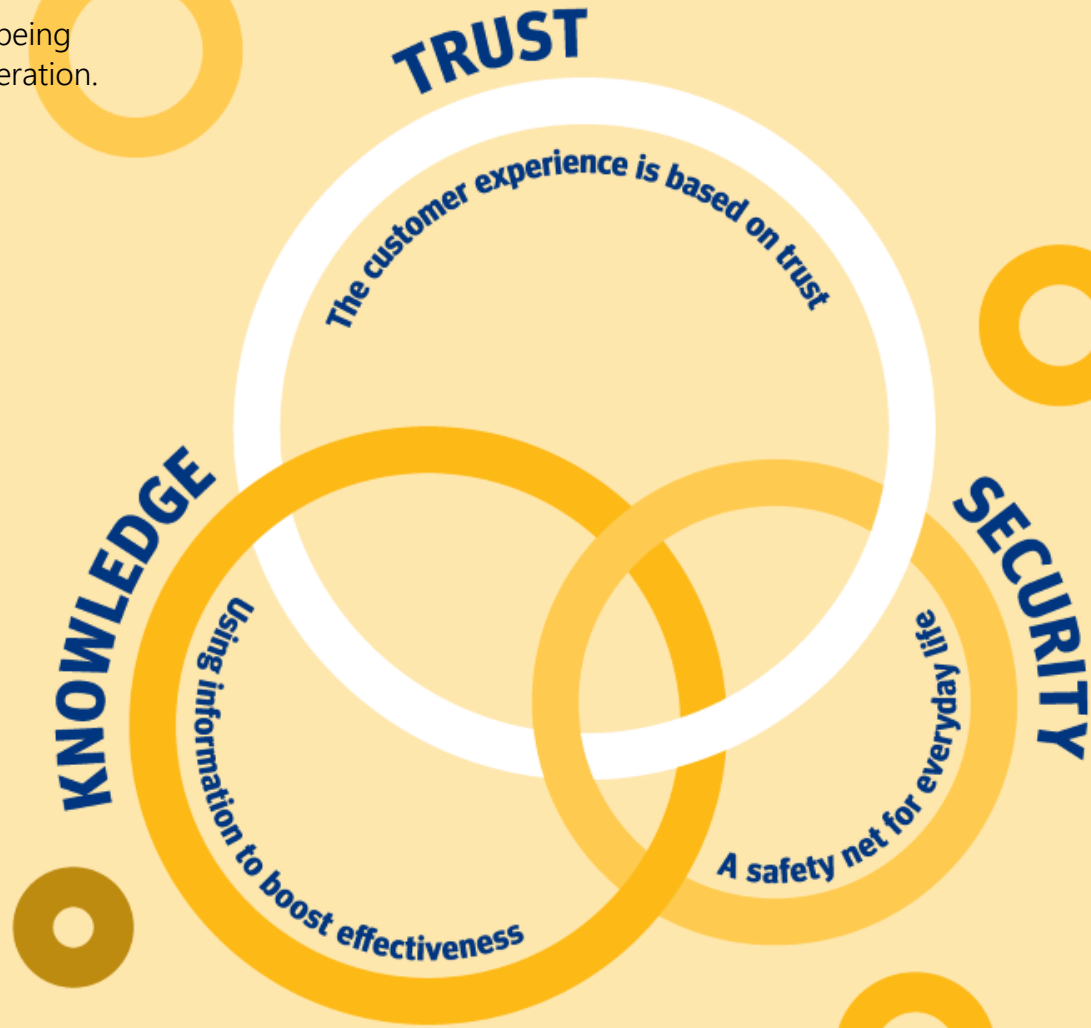 being
eration.
TRUST
The customer experience is based on trust
KNOWLEDGE
Using information to boost effectiveness
SECURITY
A safety net for everyday life